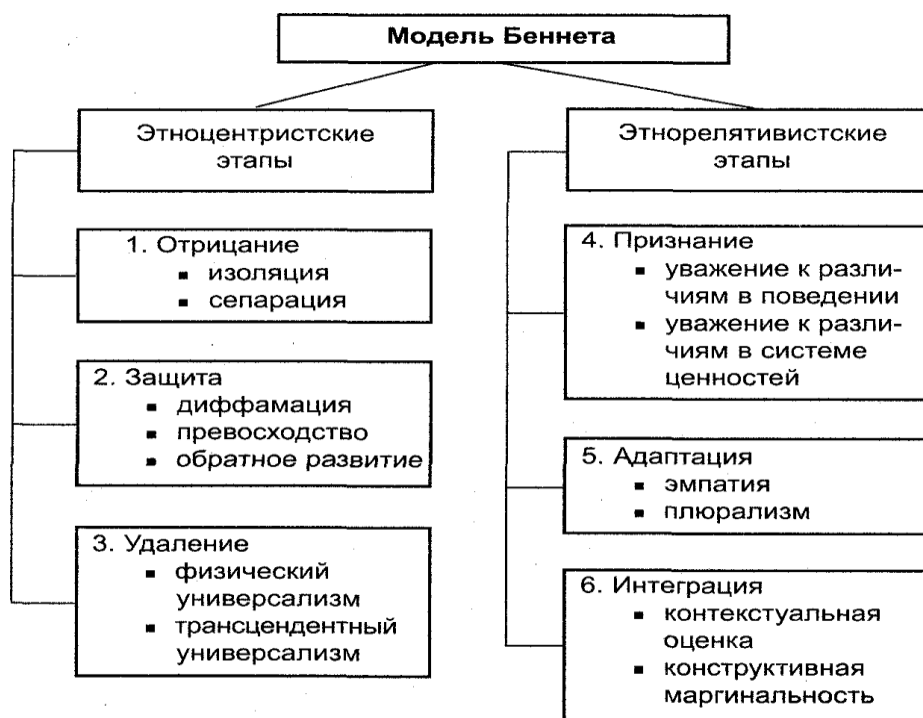 Модель Беннета
Этноцентристские
этапы
1. Отрицание
▪ изоляция
▪ сепарация
2. Защита
▪ диффамация
▪ превосходство
▪ обратное развитие
3. Удаление
▪ физический
универсализм
▪ трансцендентный
универсализм
Этнорелятивистские
этапы
4. Признание
▪ уважение к разли-
чиям в поведении
▪ уважение к разли-
чиям в системе
ценностей
5. Адаптация
▪ эмпатия
▪ плюрализм
6. Интеграция
▪ контекстуальная
оценка
▪ конструктивная
маргинальность